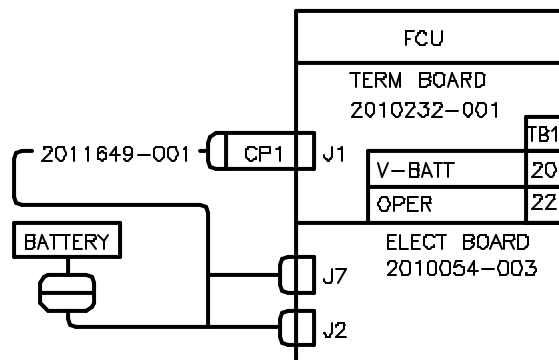 FCU
TERM BOARD
2010232-001
TB1
2011649-001
CP1
J1
V-BATT
20
OPER
22
BATTERY
ELECT BOARD
2010054-003
J7
J2